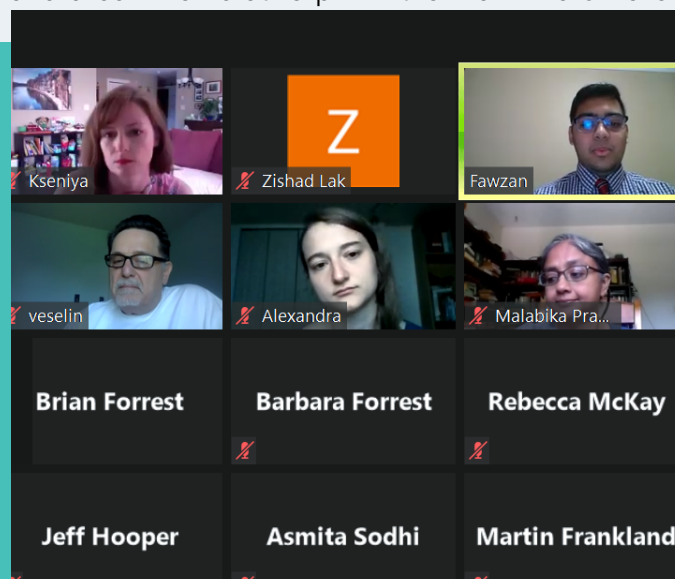 Z
Kseniya
Zishad Lak
Fawzan
veselin
Alexandra
Malabika Pra...
Brian Forrest
Barbara Forrest
Rebecca McKay
Jeff Hooper
Asmita Sodhi
Martin Frankland